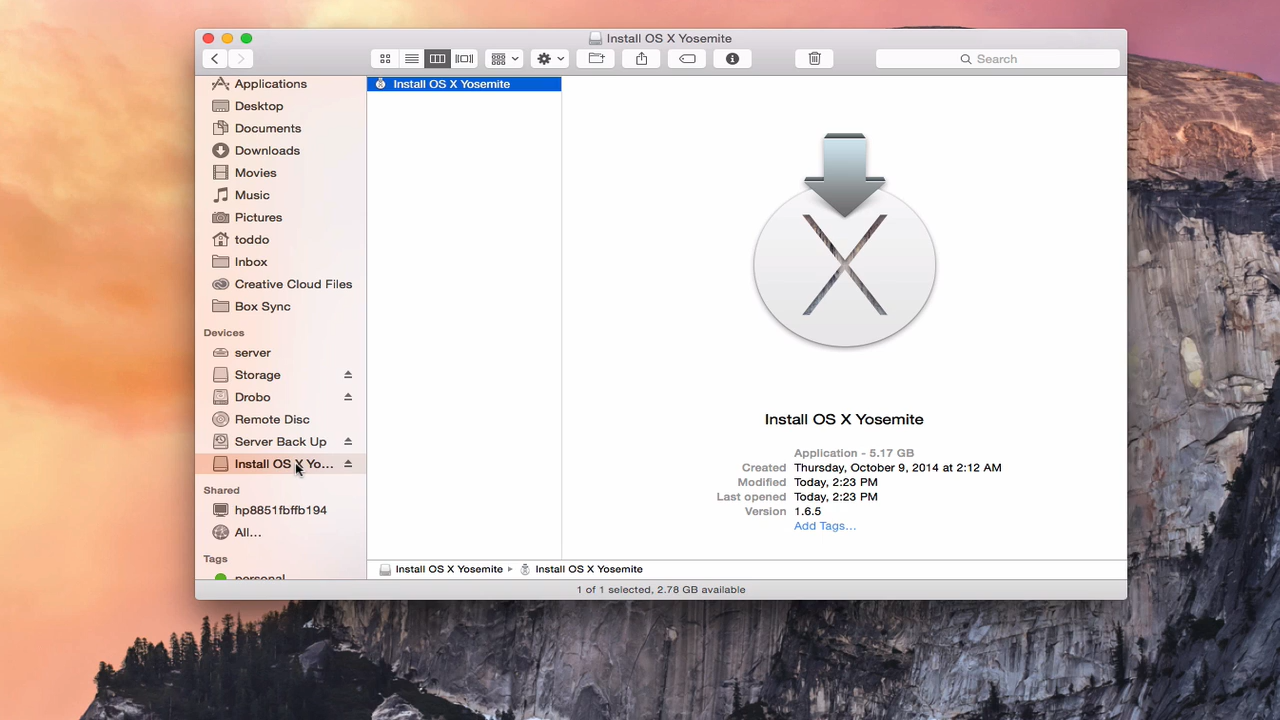 Install OS X Yosemite
Search
Applications
Desktop
Documents
Downloads
Movies
Music
Pictures
toddo
Inbox
Creative Cloud Files
Box Sync
Devices
server
Storage
Drobo
Remote Disc
Server Back Up
Install OS X Yo...
Shared
hp8851fbffb194
All...
Tags
personal
Install OS X Yosemite
Install OS X Yosemite
Application - 5.17 GB
Created Thursday, October 9, 2014 at 2:12 AM
Modified Today, 2:23 PM
Last opened Today, 2:23 PM
Version 1.6.5
Add Tags...
Install OS X Yosemite ▸ Install OS X Yosemite
1 of 1 selected, 2.78 GB available